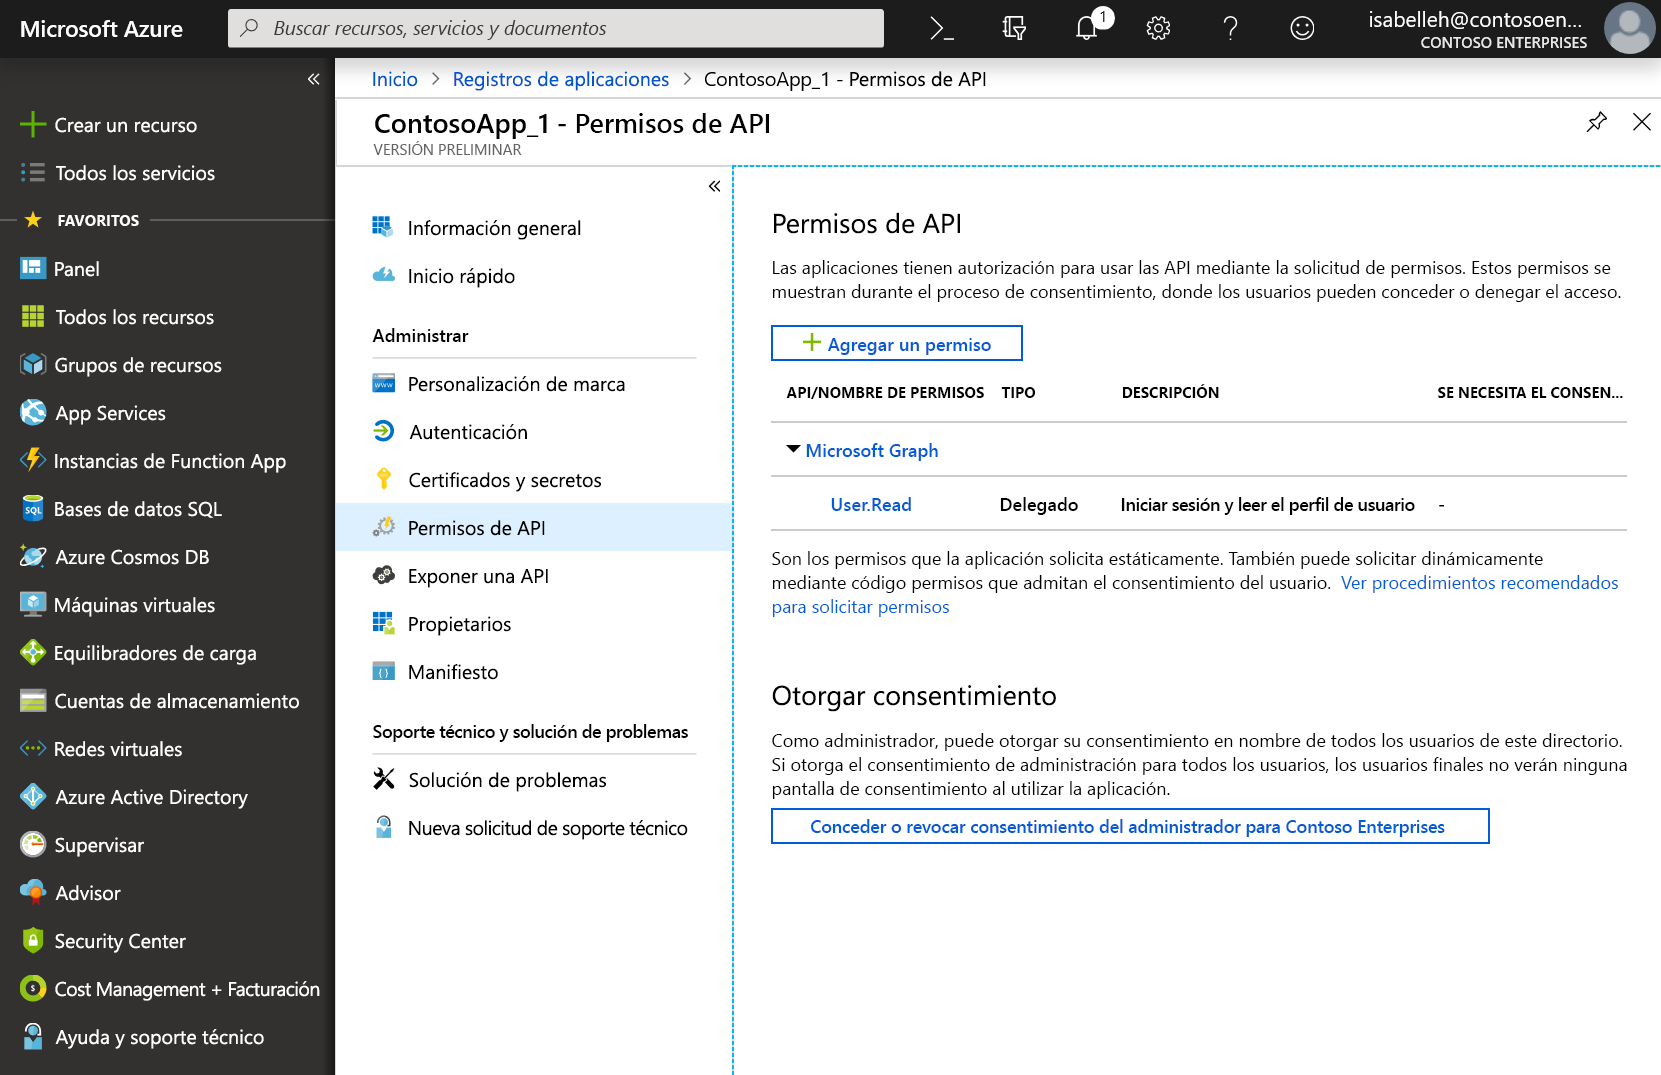 Microsoft Azure
Buscar recursos, servicios y documentos
1
isabelleh@contosoen...
CONTOSO ENTERPRISES
Crear un recurso
Todos los servicios
FAVORITOS
Panel
Todos los recursos
Grupos de recursos
App Services
Instancias de Function App
Bases de datos SQL
Azure Cosmos DB
Máquinas virtuales
Equilibradores de carga
Cuentas de almacenamiento
Redes virtuales
Azure Active Directory
Supervisar
Advisor
Security Center
Cost Management + Facturación
Ayuda y soporte técnico
Inicio > Registros de aplicaciones > ContosoApp_1 - Permisos de API
ContosoApp_1 - Permisos de API
VERSIÓN PRELIMINAR
Información general
Inicio rápido
Administrar
Personalización de marca
Autenticación
Certificados y secretos
Permisos de API
Exponer una API
Propietarios
Manifiesto
Soporte técnico y solución de problemas
Solución de problemas
Nueva solicitud de soporte técnico
Permisos de API
Las aplicaciones tienen autorización para usar las API mediante la solicitud de permisos. Estos permisos se
muestran durante el proceso de consentimiento, donde los usuarios pueden conceder o denegar el acceso.
Agregar un permiso
API/NOMBRE DE PERMISOS TIPO DESCRIPCIÓN SE NECESITA EL CONSEN...
Microsoft Graph
User.Read Delegado Iniciar sesión y leer el perfil de usuario -
Son los permisos que la aplicación solicita estáticamente. También puede solicitar dinámicamente
mediante código permisos que admitan el consentimiento del usuario. Ver procedimientos recomendados
para solicitar permisos
Otorgar consentimiento
Como administrador, puede otorgar su consentimiento en nombre de todos los usuarios de este directorio.
Si otorga el consentimiento de administración para todos los usuarios, los usuarios finales no verán ninguna
pantalla de consentimiento al utilizar la aplicación.
Conceder o revocar consentimiento del administrador para Contoso Enterprises